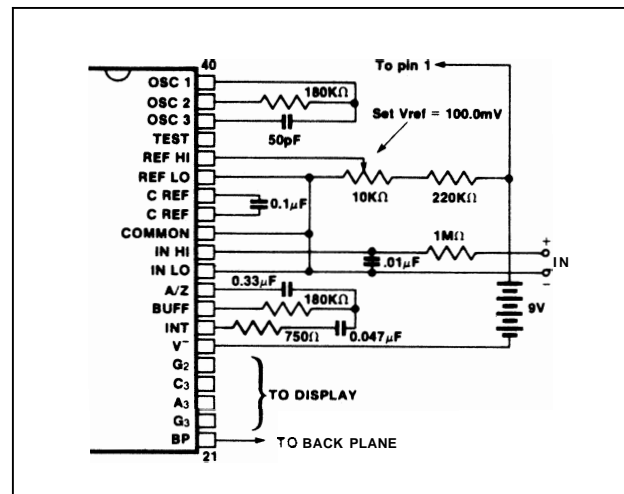 40
To pin 1
OSC 1
180KΩ
OSC 2
Set Vref = 100.0mV
OSC 3
50pF
TEST
REF HI
REF LO
10KΩ
220KΩ
C REF
0.1µF
C REF
COMMON
1MΩ
+
IN HI
.01µF
IN
IN LO
−
0.33µF
A/Z
180KΩ
9V
BUFF
INT
750Ω
0.047µF
V−
G2
C3
TO DISPLAY
A3
G3
BP
TO BACK PLANE
21